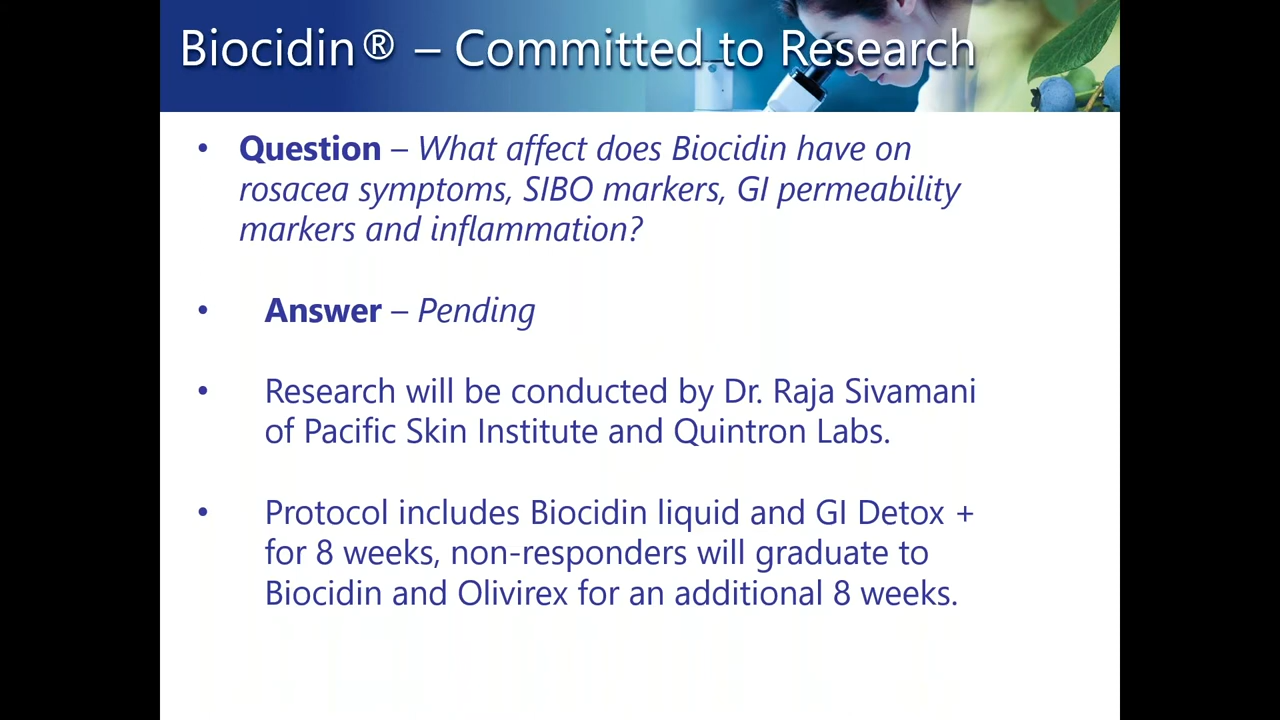 Biocidin® – Committed to Research
• Question – What affect does Biocidin have on
rosacea symptoms, SIBO markers, GI permeability
markers and inflammation?
• Answer – Pending
• Research will be conducted by Dr. Raja Sivamani
of Pacific Skin Institute and Quintron Labs.
• Protocol includes Biocidin liquid and GI Detox +
for 8 weeks, non-responders will graduate to
Biocidin and Olivirex for an additional 8 weeks.